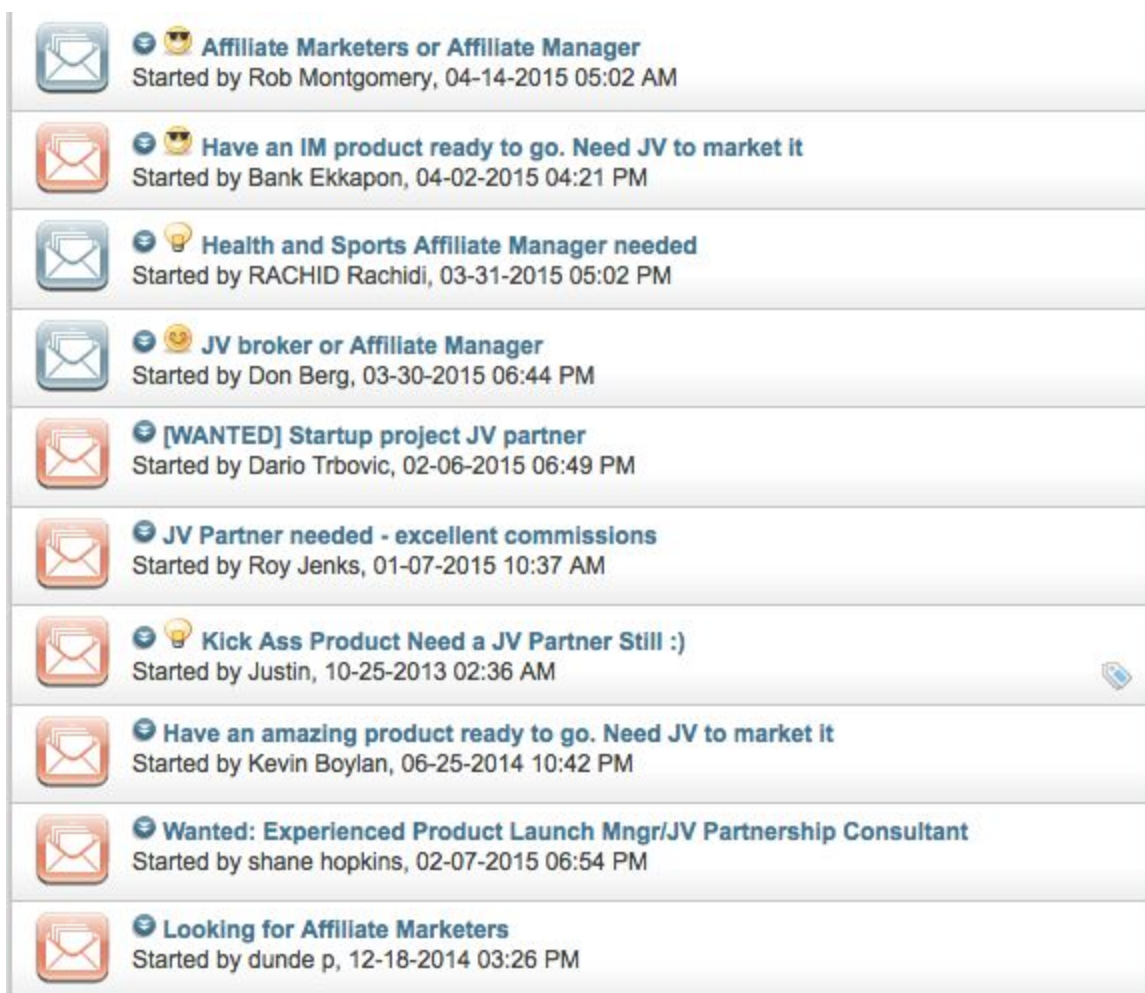 Affiliate Marketers or Affiliate Manager
Started by Rob Montgomery, 04-14-2015 05:02 AM
Have an IM product ready to go. Need JV to market it
Started by Bank Ekkapon, 04-02-2015 04:21 PM
Health and Sports Affiliate Manager needed
Started by RACHID Rachidi, 03-31-2015 05:02 PM
JV broker or Affiliate Manager
Started by Don Berg, 03-30-2015 06:44 PM
[WANTED] Startup project JV partner
Started by Dario Trbovic, 02-06-2015 06:49 PM
JV Partner needed - excellent commissions
Started by Roy Jenks, 01-07-2015 10:37 AM
Kick Ass Product Need a JV Partner Still :)
Started by Justin, 10-25-2013 02:36 AM
Have an amazing product ready to go. Need JV to market it
Started by Kevin Boylan, 06-25-2014 10:42 PM
Wanted: Experienced Product Launch Mngr/JV Partnership Consultant
Started by shane hopkins, 02-07-2015 06:54 PM
Looking for Affiliate Marketers
Started by dunde p, 12-18-2014 03:26 PM